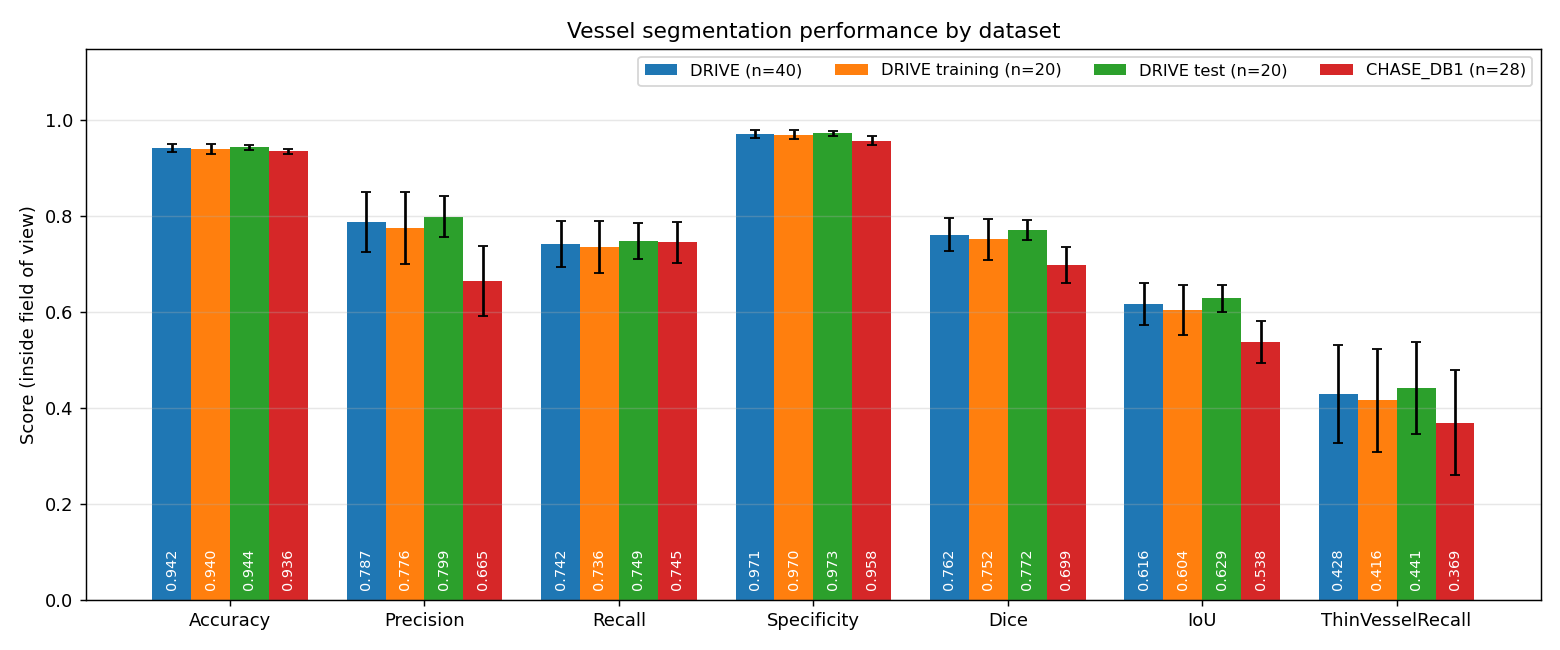 Vessel segmentation performance by dataset
DRIVE (n=40) DRIVE training (n=20) DRIVE test (n=20) CHASE_DB1 (n=28)
Score (inside field of view)
1.0
0.8
0.6
0.4
0.2
0.0
0.942 0.940 0.944 0.936 0.787 0.776 0.799 0.665 0.742 0.736 0.749 0.745 0.971 0.970 0.973 0.958 0.762 0.752 0.772 0.699 0.616 0.604 0.629 0.538 0.428 0.416 0.441 0.369
Accuracy Precision Recall Specificity Dice IoU ThinVesselRecall